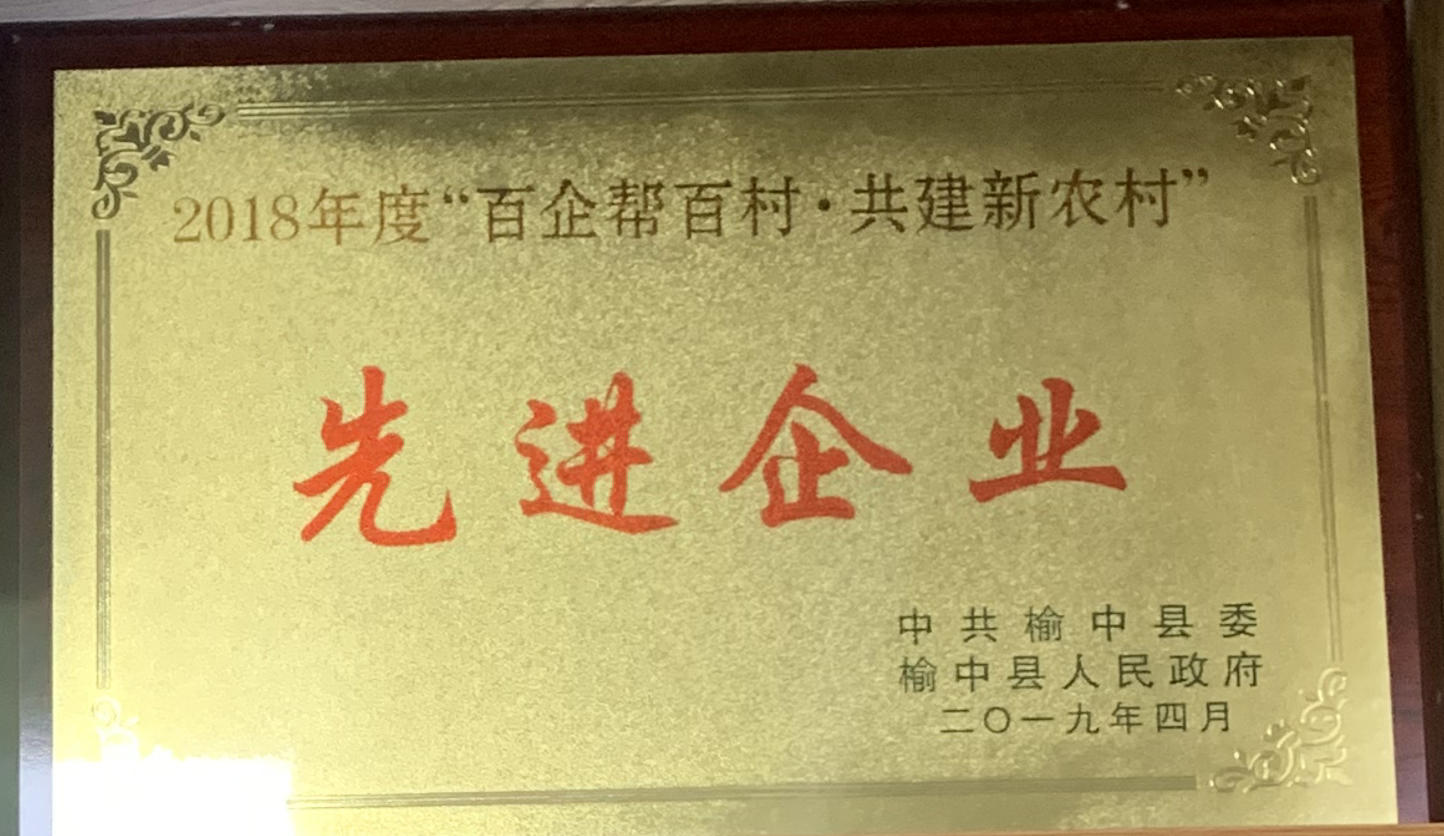 2018年度“百企帮百村·共建新农村”
先进企业
中共榆中县委
榆中县人民政府
二〇一九年四月